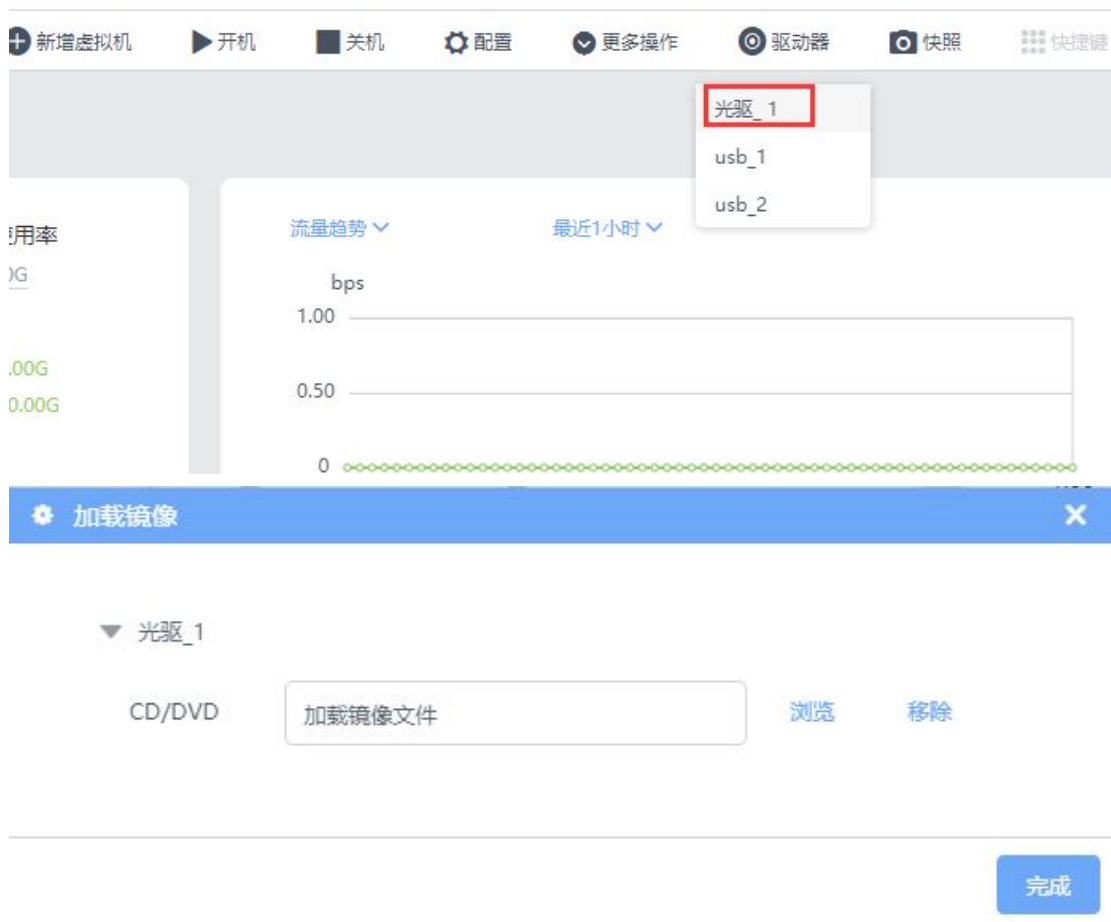 新增虚拟机 开机 关机 配置 更多操作 驱动器 快照 快捷键
光驱_ 1
usb_1
usb_2
用率
流量趋势 最近1小时
G
bps
1.00
.00G
0.50
0.00G
0
加载镜像
光驱_1
CD/DVD 加载镜像文件 浏览 移除
完成